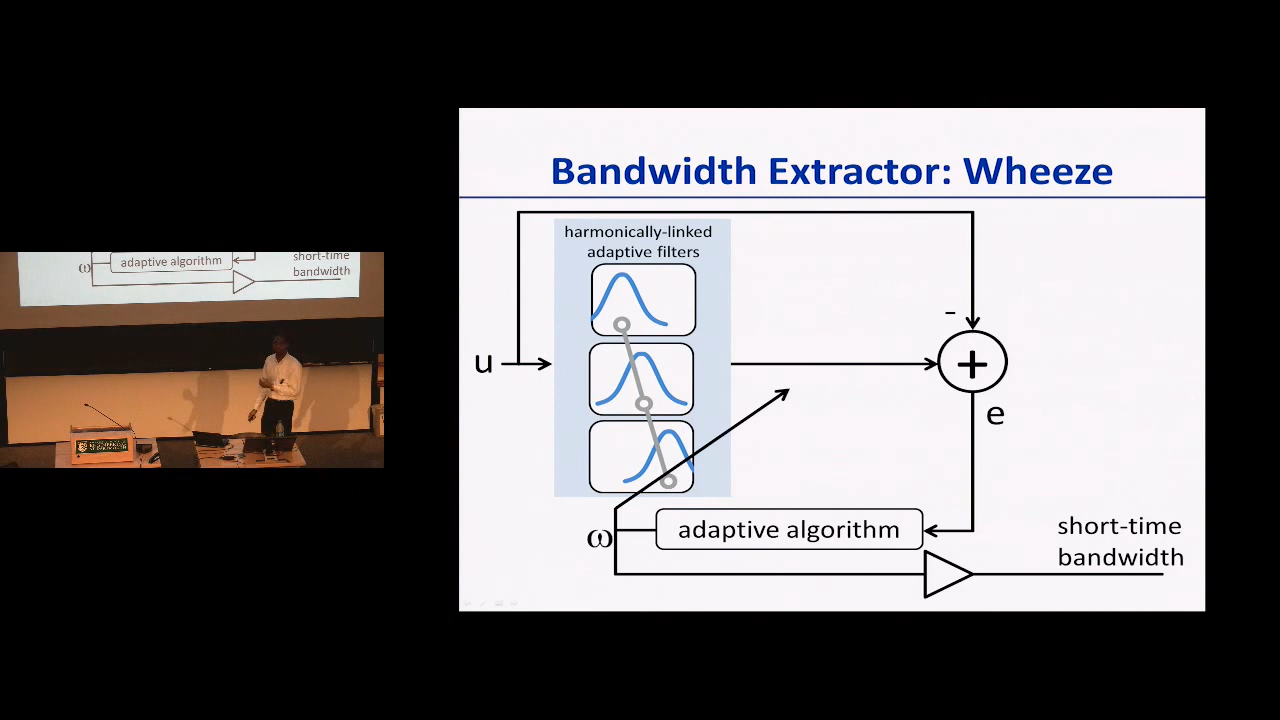 Bandwidth Extractor: Wheeze
harmonically-linked
adaptive filters
-
u
+
e
ω
adaptive algorithm
short-time
bandwidth
ω
adaptive algorithm
short-time
bandwidth